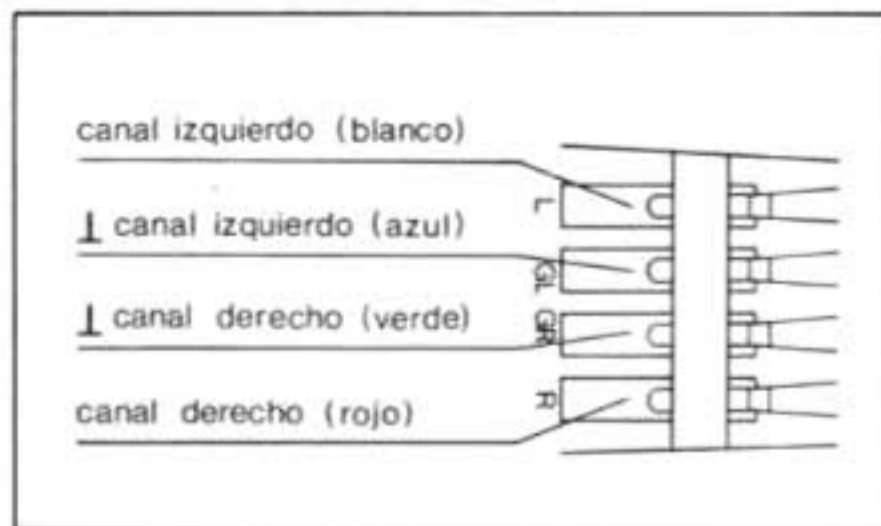 canal izquierdo (blanco)
L
⊥ canal izquierdo (azul)
GL
⊥ canal derecho (verde)
GR
canal derecho (rojo)
R